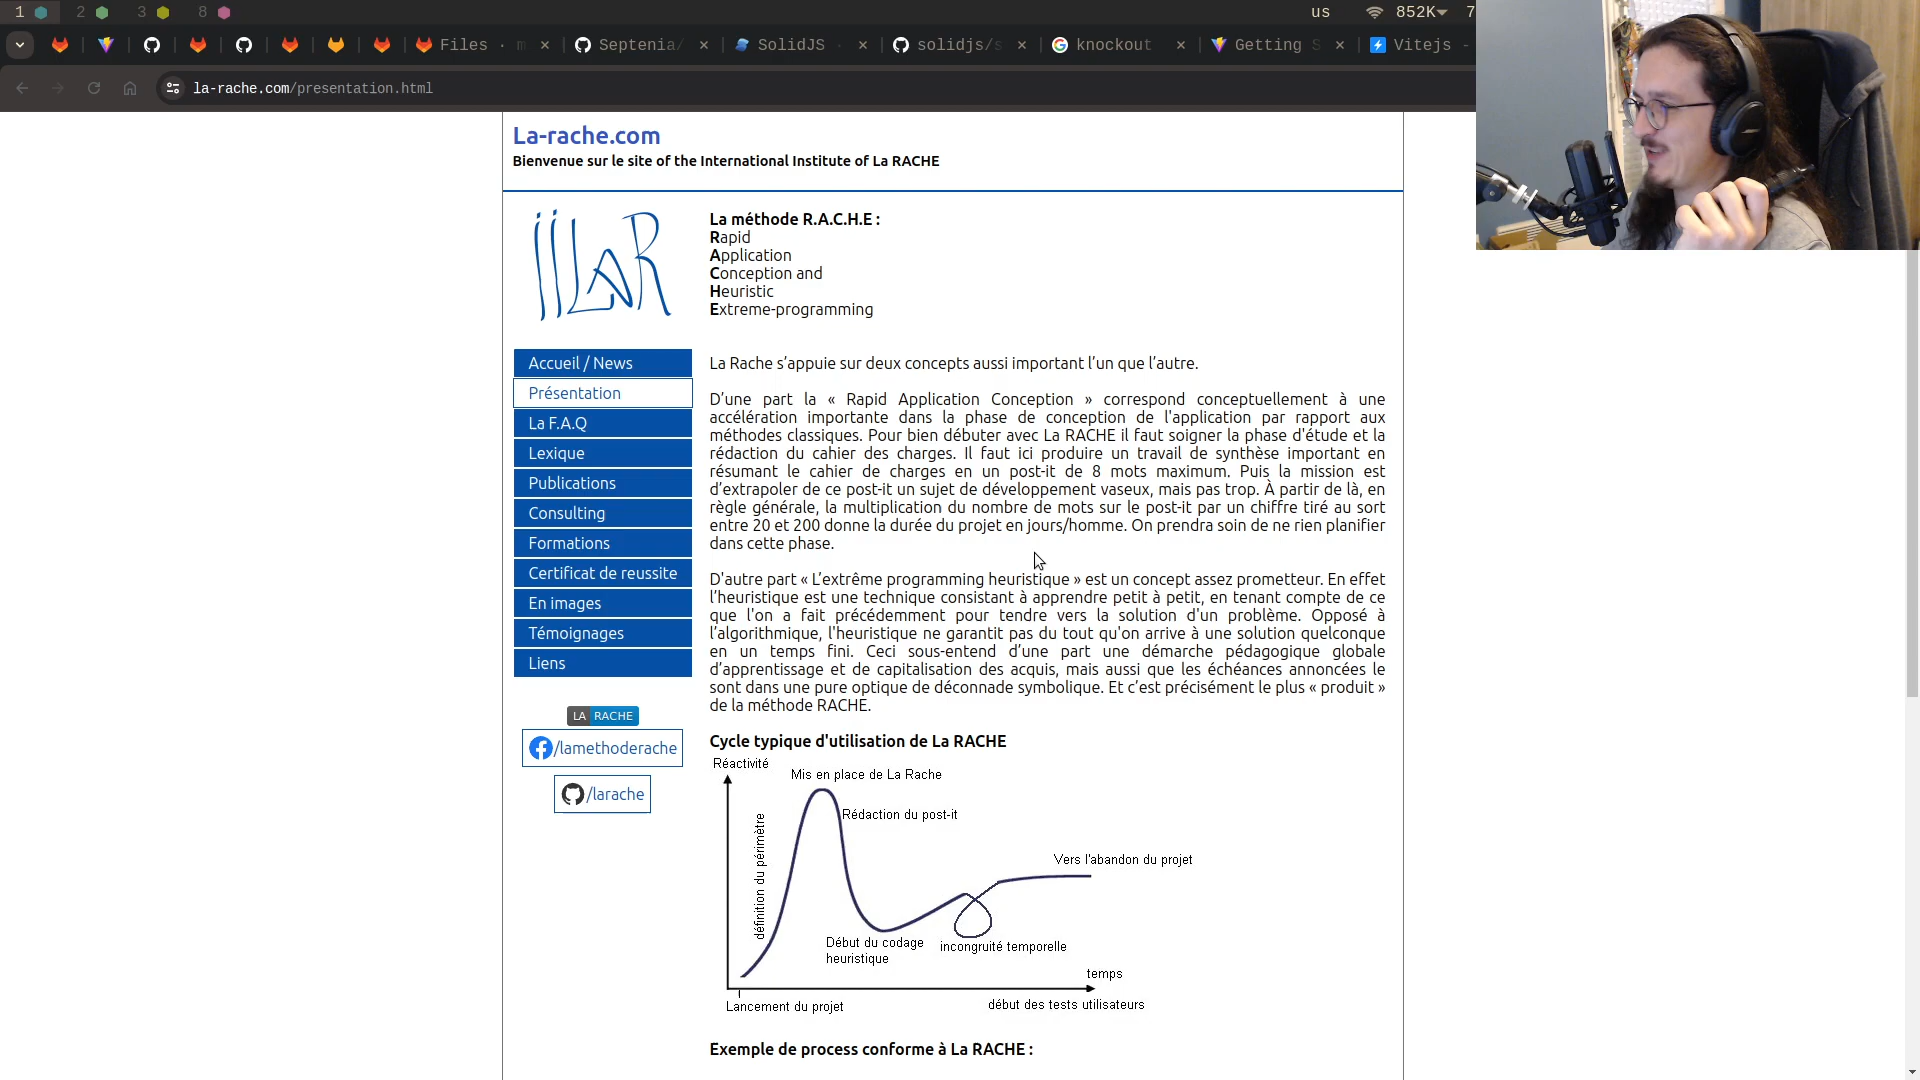 1 2 3 8 us 852K 7
Files · SolidJS · solidjs/s knockout Getting S Vitejs -
Septenia/
la-rache.com/presentation.html
La-rache.com
Bienvenue sur le site of the International Institute of La RACHE
iiLaR
La méthode R.A.C.H.E :
Rapid
Application
Conception and
Heuristic
Extreme-programming
Accueil / News
Présentation
La F.A.Q
Lexique
Publications
Consulting
Formations
Certificat de reussite
En images
Témoignages
Liens
LA RACHE
/lamethoderache
/larache
La Rache s’appuie sur deux concepts aussi important l’un que l’autre.
D’une part la « Rapid Application Conception » correspond conceptuellement à une
accélération importante dans la phase de conception de l'application par rapport aux
méthodes classiques. Pour bien débuter avec La RACHE il faut soigner la phase d'étude et la
rédaction du cahier des charges. Il faut ici produire un travail de synthèse important en
résumant le cahier de charges en un post-it de 8 mots maximum. Puis la mission est
d’extrapoler de ce post-it un sujet de développement vaseux, mais pas trop. À partir de là, en
règle générale, la multiplication du nombre de mots sur le post-it par un chiffre tiré au sort
entre 20 et 200 donne la durée du projet en jours/homme. On prendra soin de ne rien planifier
dans cette phase.
D'autre part « L’extrême programming heuristique » est un concept assez prometteur. En effet
l’heuristique est une technique consistant à apprendre petit à petit, en tenant compte de ce
que l'on a fait précédemment pour tendre vers la solution d'un problème. Opposé à
l’algorithmique, l'heuristique ne garantit pas du tout qu'on arrive à une solution quelconque
en un temps fini. Ceci sous-entend d’une part une démarche pédagogique globale
d’apprentissage et de capitalisation des acquis, mais aussi que les échéances annoncées le
sont dans une pure optique de déconnade symbolique. Et c’est précisément le plus « produit »
de la méthode RACHE.
Cycle typique d'utilisation de La RACHE
Réactivité
Mis en place de La Rache
Rédaction du post-it
définition du périmètre
Vers l'abandon du projet
Début du codage
heuristique
incongruité temporelle
temps
Lancement du projet
début des tests utilisateurs
Exemple de process conforme à La RACHE :